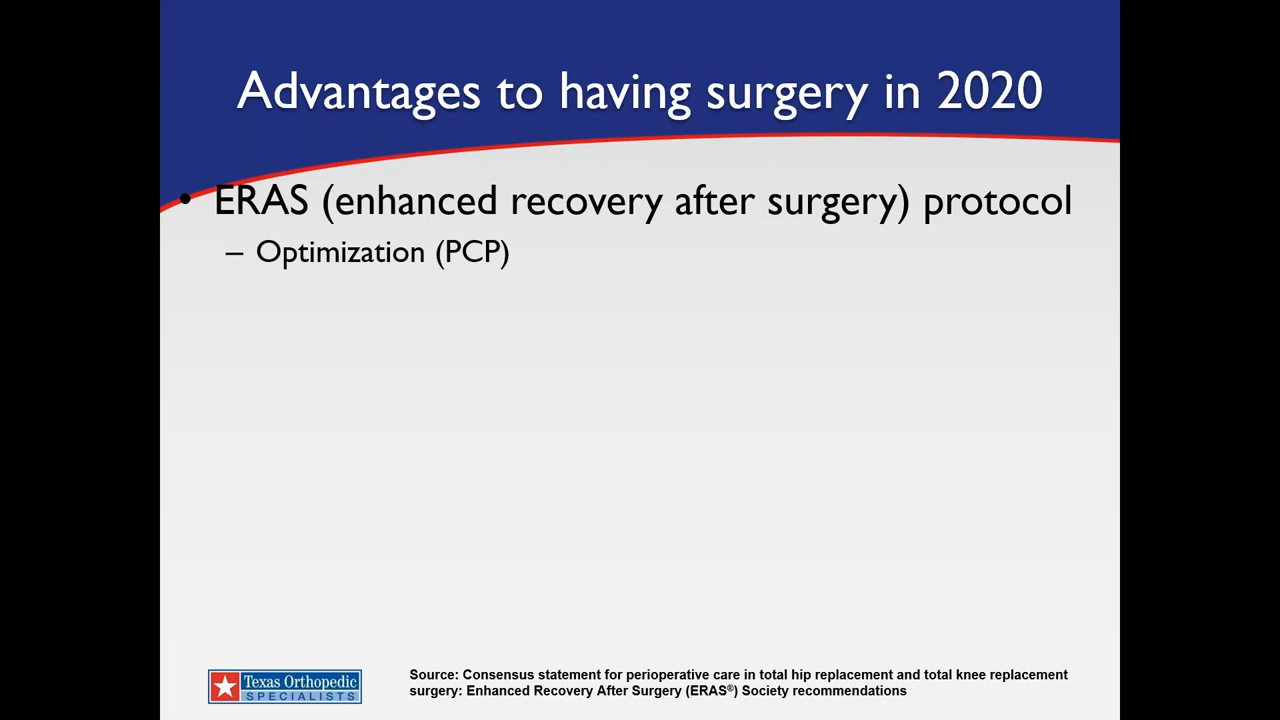 Advantages to having surgery in 2020
• ERAS (enhanced recovery after surgery) protocol
– Optimization (PCP)
Texas Orthopedic
SPECIALISTS
Source: Consensus statement for perioperative care in total hip replacement and total knee replacement
surgery: Enhanced Recovery After Surgery (ERAS®) Society recommendations